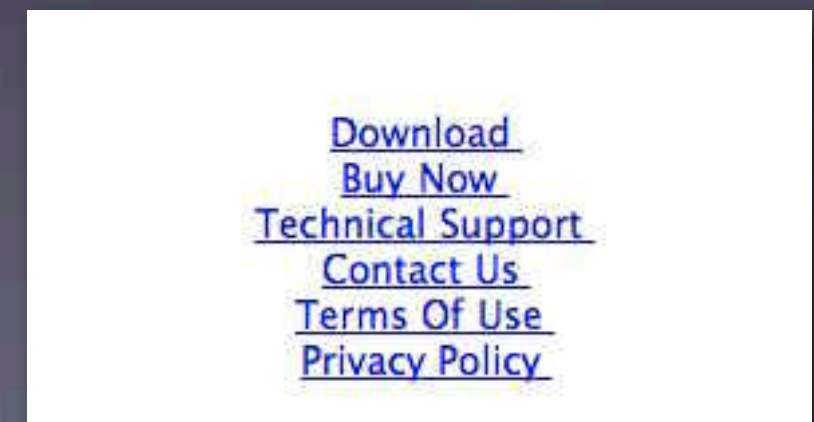 Download
Buy Now
Technical Support
Contact Us
Terms Of Use
Privacy Policy